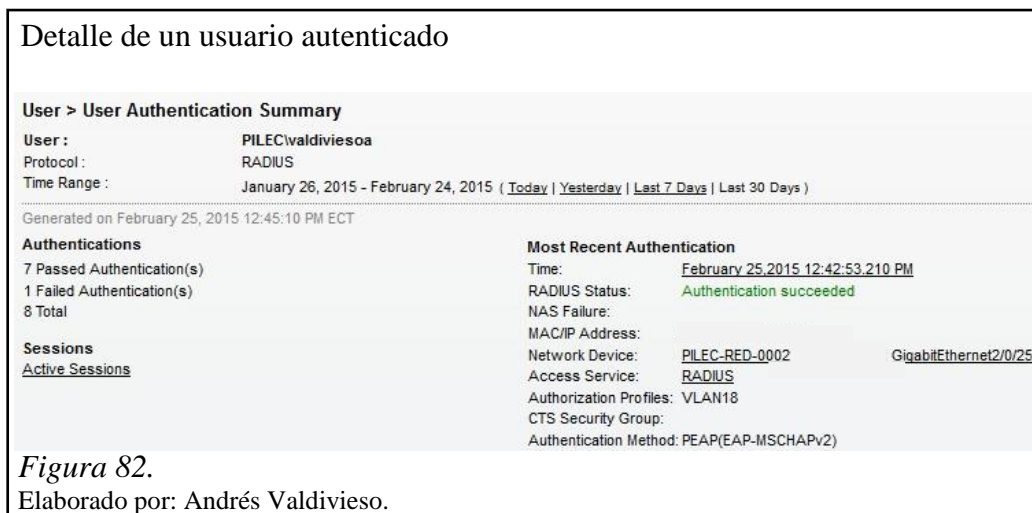 Detalle de un usuario autenticado
User > User Authentication Summary
User : PILEC\valdiviesoa
Protocol : RADIUS
Time Range : January 26, 2015 - February 24, 2015 ( Today | Yesterday | Last 7 Days | Last 30 Days )
Generated on February 25, 2015 12:45:10 PM ECT
Authentications
7 Passed Authentication(s)
1 Failed Authentication(s)
8 Total
Sessions
Active Sessions
Most Recent Authentication
Time: February 25,2015 12:42:53.210 PM
RADIUS Status: Authentication succeeded
NAS Failure:
MAC/IP Address:
Network Device: PILEC-RED-0002 GigabitEthernet2/0/25
Access Service: RADIUS
Authorization Profiles: VLAN18
CTS Security Group:
Authentication Method: PEAP(EAP-MSCHAPv2)
Figura 82.
Elaborado por: Andrés Valdivieso.